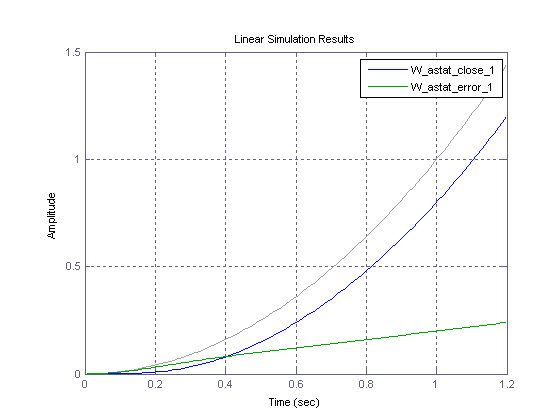 Linear Simulation Results
1.5
W_astat_close_1
W_astat_error_1
1
Amplitude
0.5
0
0 0.2 0.4 0.6 0.8 1 1.2
Time (sec)